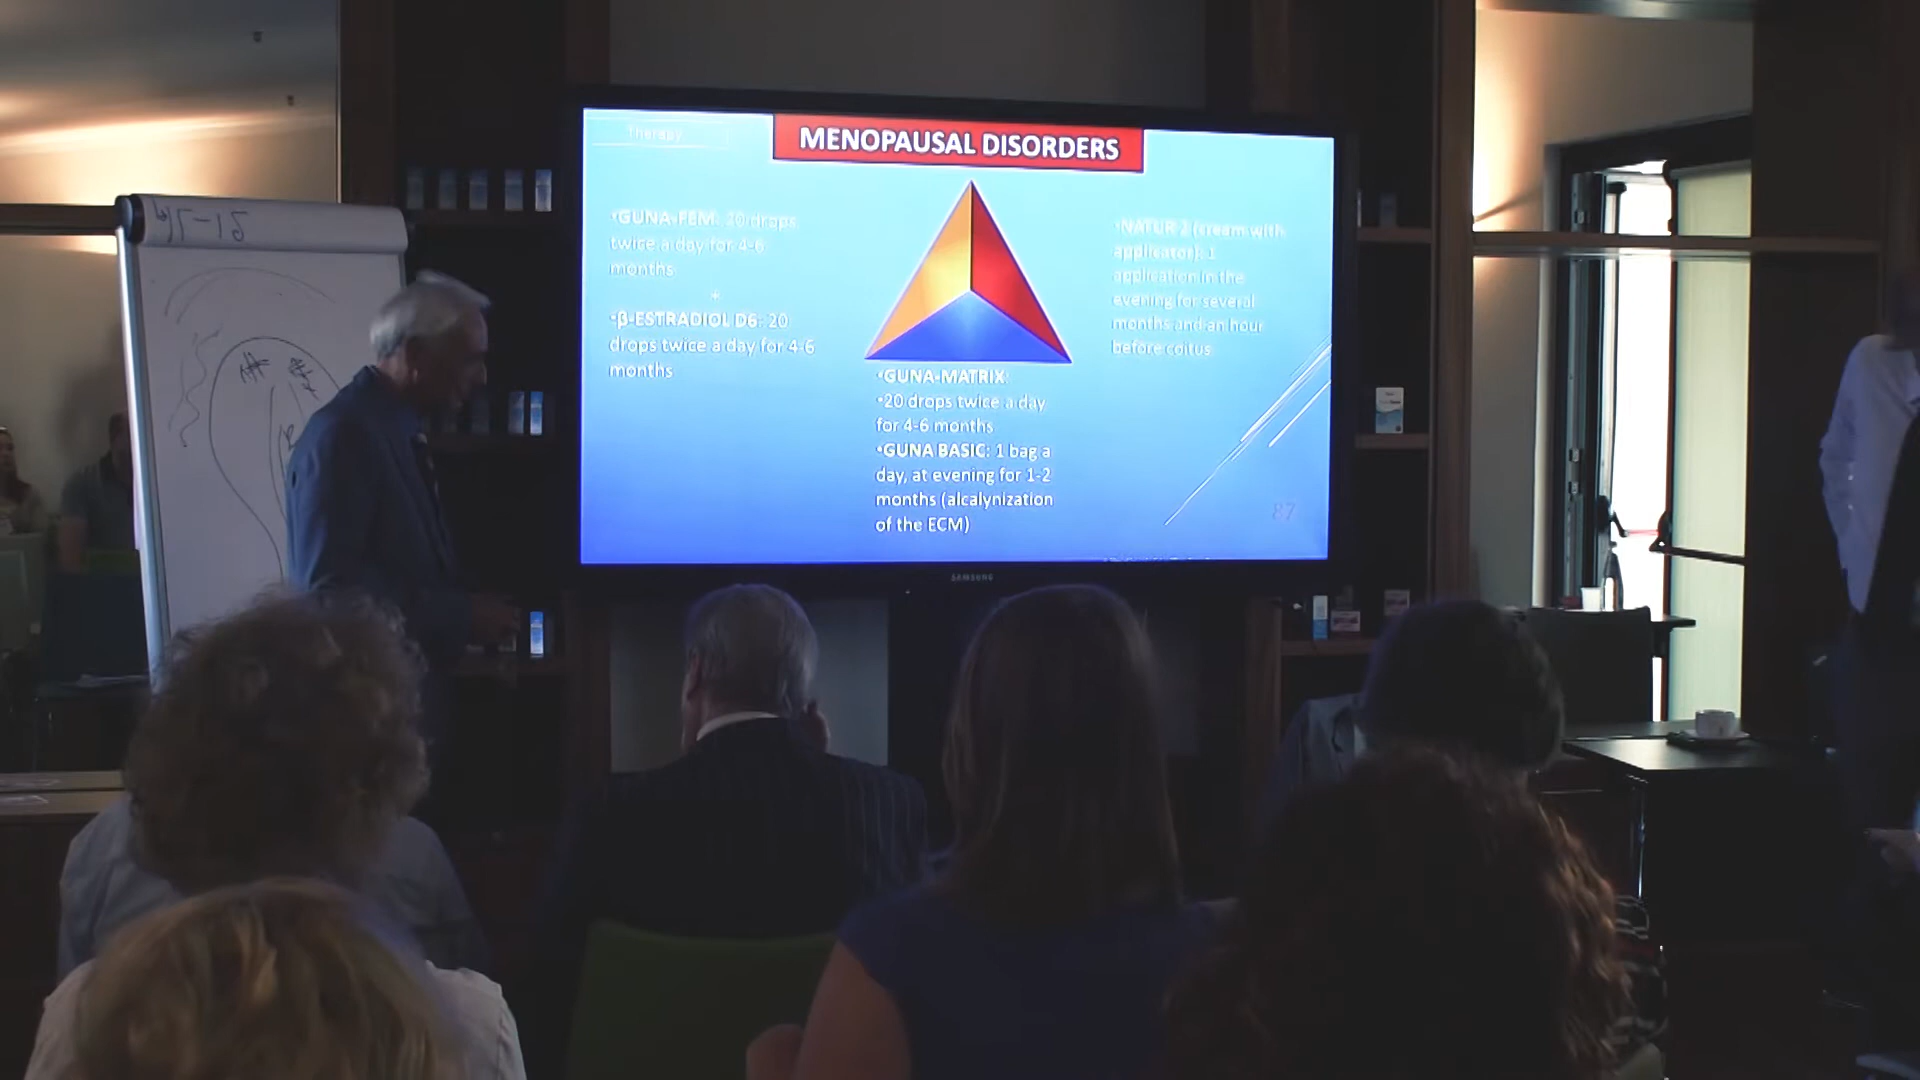 Therapy
MENOPAUSAL DISORDERS
•GUNA-FEM: 20 drops
twice a day for 4-6
months
+
•β-ESTRADIOL D6: 20
drops twice a day for 4-6
months
•GUNA-MATRIX:
•20 drops twice a day
for 4-6 months
•GUNA BASIC: 1 bag a
day, at evening for 1-2
months (alcalynization
of the ECM)
•NATUR 2 (cream with
applicator): 1
application in the
evening for several
months and an hour
before coitus
87
SAMSUNG
45-15